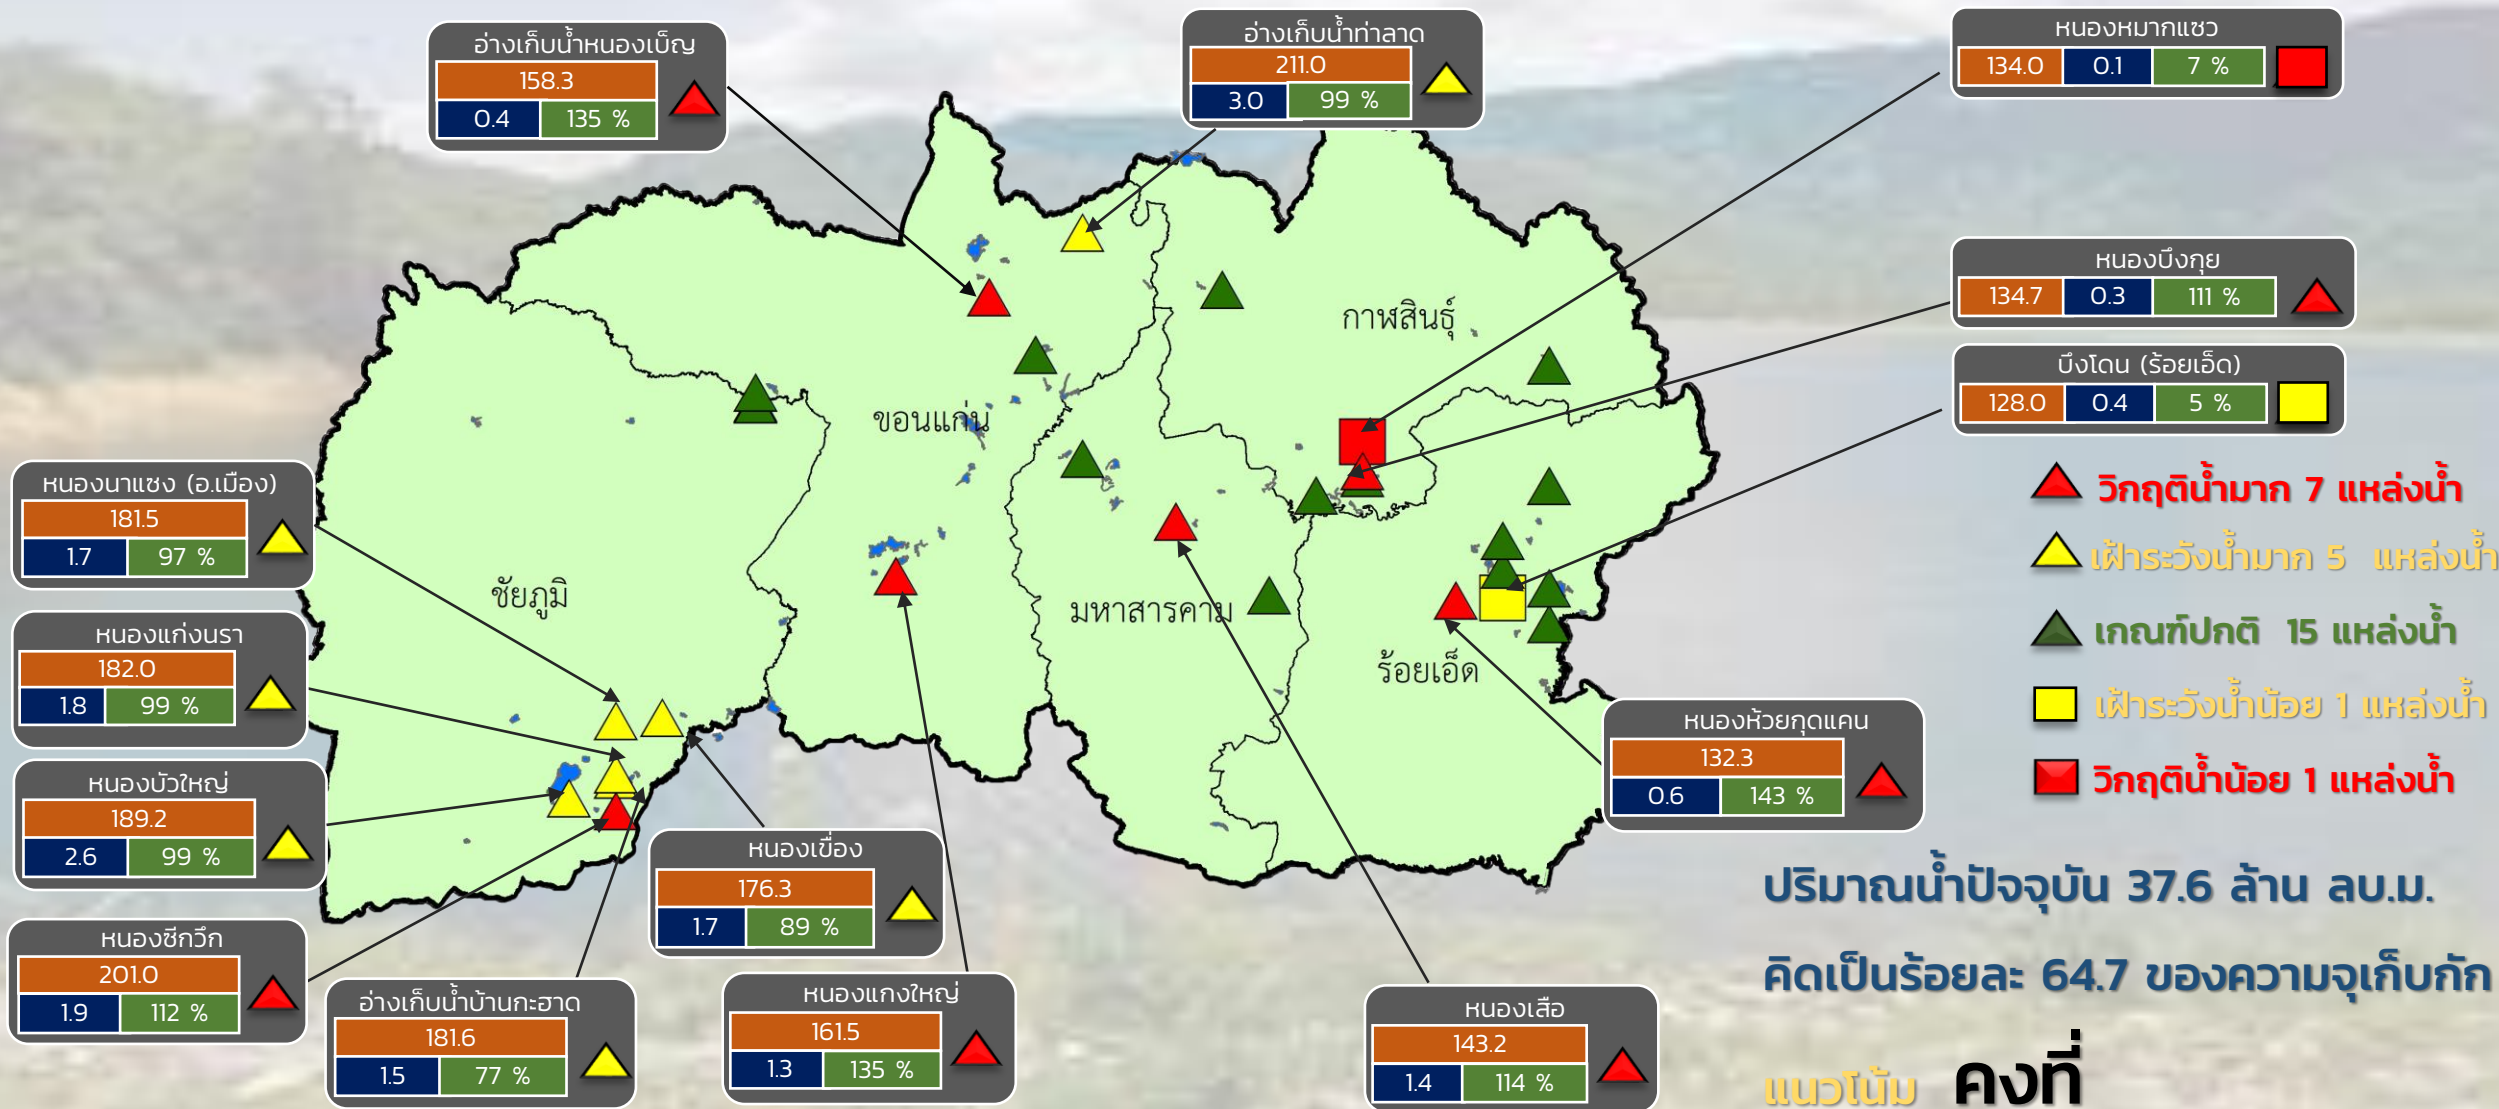 อ่างเก็บน้ำหนองเบ็ญ
158.3
0.4 135 %
อ่างเก็บน้ำท่าลาด
211.0
3.0 99 %
หนองหมากแซว
134.0 0.1 7 %
หนองบึงกุย
134.7 0.3 111 %
บึงโดน (ร้อยเอ็ด)
128.0 0.4 5 %
กาฬสินธุ์
ขอนแก่น
ชัยภูมิ
มหาสารคาม
ร้อยเอ็ด
หนองนาแซง (อ.เมือง)
181.5
1.7 97 %
หนองแก่งนรา
182.0
1.8 99 %
หนองบัวใหญ่
189.2
2.6 99 %
หนองซีกวึก
201.0
1.9 112 %
อ่างเก็บน้ำบ้านกะฮาด
181.6
1.5 77 %
หนองเขื่อง
176.3
1.7 89 %
หนองแกงใหญ่
161.5
1.3 135 %
หนองเสือ
143.2
1.4 114 %
หนองห้วยกุดแคน
132.3
0.6 143 %
วิกฤติน้ำมาก 7 แหล่งน้ำ
เฝ้าระวังน้ำมาก 5 แหล่งน้ำ
เกณฑ์ปกติ 15 แหล่งน้ำ
เฝ้าระวังน้ำน้อย 1 แหล่งน้ำ
วิกฤติน้ำน้อย 1 แหล่งน้ำ
ปริมาณน้ำปัจจุบัน 37.6 ล้าน ลบ.ม.
คิดเป็นร้อยละ 64.7 ของความจุเก็บกัก
แนวโน้ม คงที่